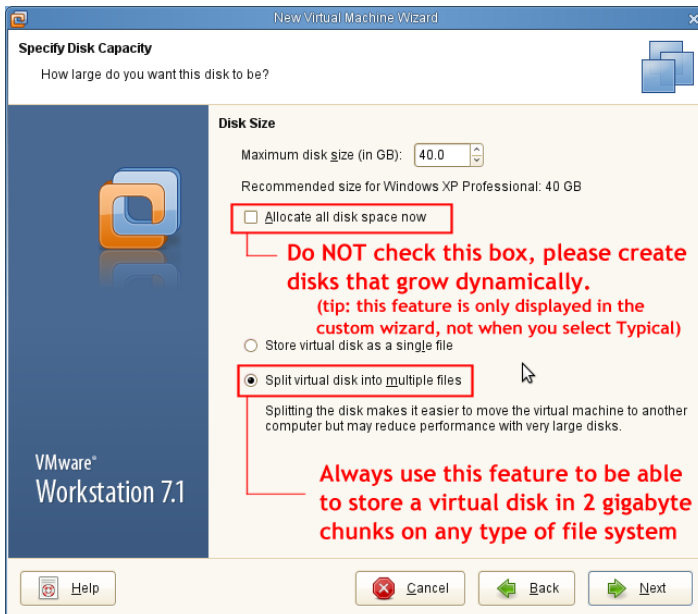 New Virtual Machine Wizard
Specify Disk Capacity
How large do you want this disk to be?
Disk Size
Maximum disk size (in GB): 40.0
Recommended size for Windows XP Professional: 40 GB
Allocate all disk space now
Do NOT check this box, please create
disks that grow dynamically.
(tip: this feature is only displayed in the
custom wizard, not when you select Typical)
Store virtual disk as a single file
Split virtual disk into multiple files
Splitting the disk makes it easier to move the virtual machine to another
computer but may reduce performance with very large disks.
Always use this feature to be able
to store a virtual disk in 2 gigabyte
chunks on any type of file system
VMware®
Workstation 7.1
Help Cancel Back Next